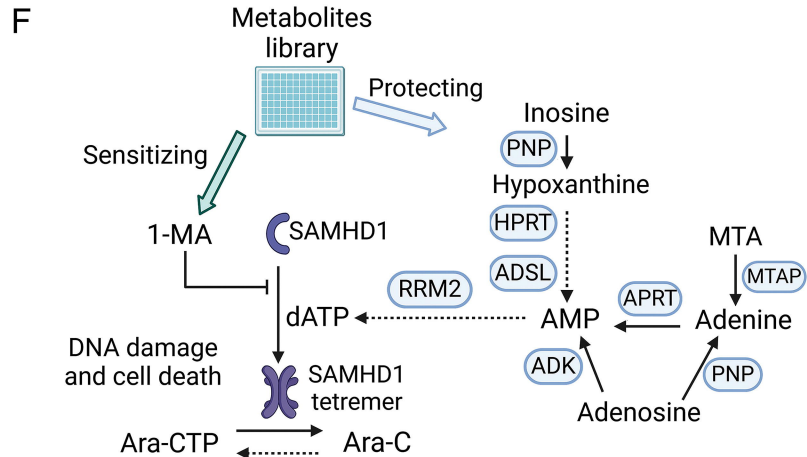 F
Metabolites
library
Protecting
Sensitizing
Inosine
PNP
Hypoxanthine
HPRT
1-MA
SAMHD1
MTA
ADSL
MTAP
RRM2
APRT
dATP
AMP
Adenine
DNA damage
and cell death
ADK
PNP
SAMHD1
tetremer
Adenosine
Ara-CTP
Ara-C